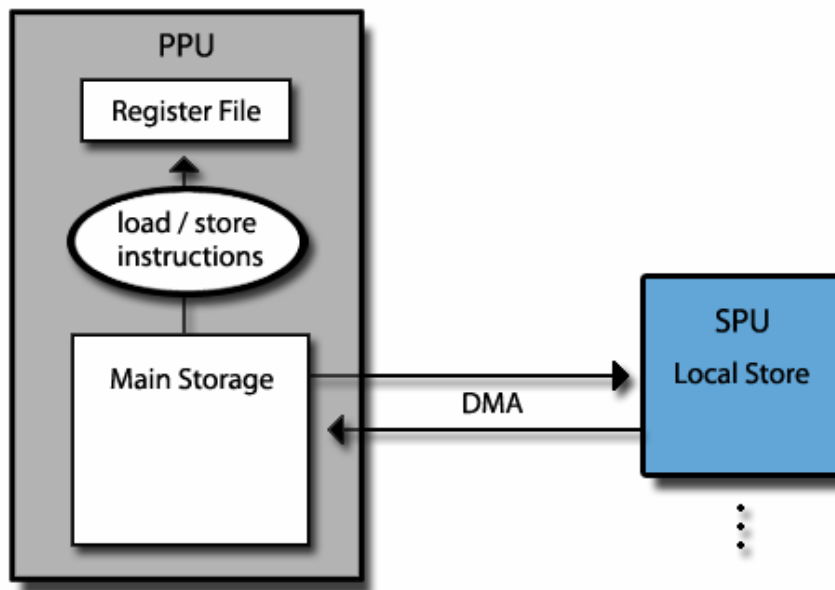 PPU
Register File
load / store
instructions
Main Storage
DMA
SPU
Local Store